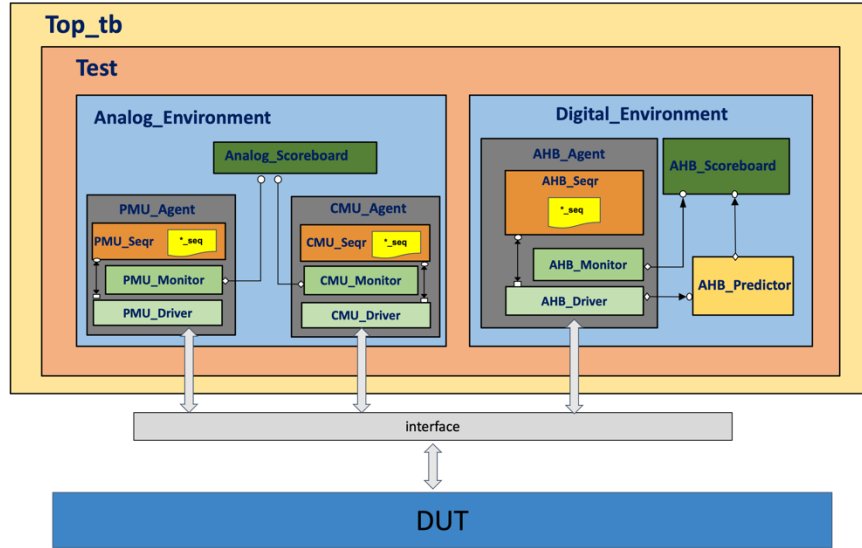 Top_tb
Test
Analog_Environment
Analog_Scoreboard
PMU_Agent
PMU_Seqr
*_seq
PMU_Monitor
PMU_Driver
CMU_Agent
CMU_Seqr
*_seq
CMU_Monitor
CMU_Driver
Digital_Environment
AHB_Agent
AHB_Seqr
*_seq
AHB_Monitor
AHB_Driver
AHB_Scoreboard
AHB_Predictor
interface
DUT